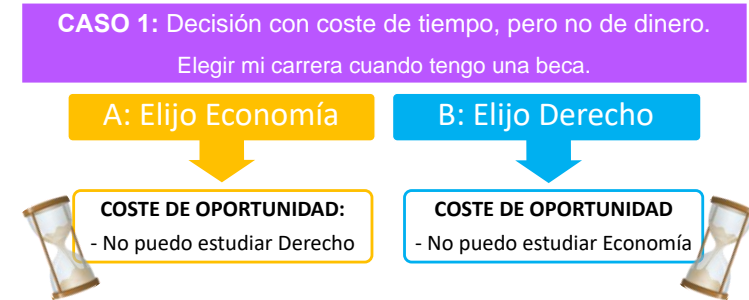 CASO 1: Decisión con coste de tiempo, pero no de dinero.
Elegir mi carrera cuando tengo una beca.
A: Elijo Economía
B: Elijo Derecho
COSTE DE OPORTUNIDAD:
- No puedo estudiar Derecho
COSTE DE OPORTUNIDAD
- No puedo estudiar Economía